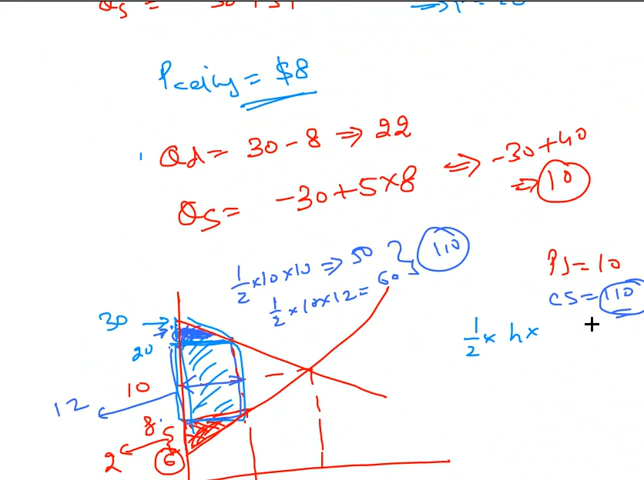 Pceiling = $8
Qd = 30 - 8 ⇒ 22
Qs = -30 + 5×8 ⇒ -30 + 40
⇒ 10
1/2 × 10 × 10 ⇒ 50
1/2 × 10 × 12 = 60
110
PS = 10
CS = 110
1/2 × h ×
30
20
10
12
8
2
6